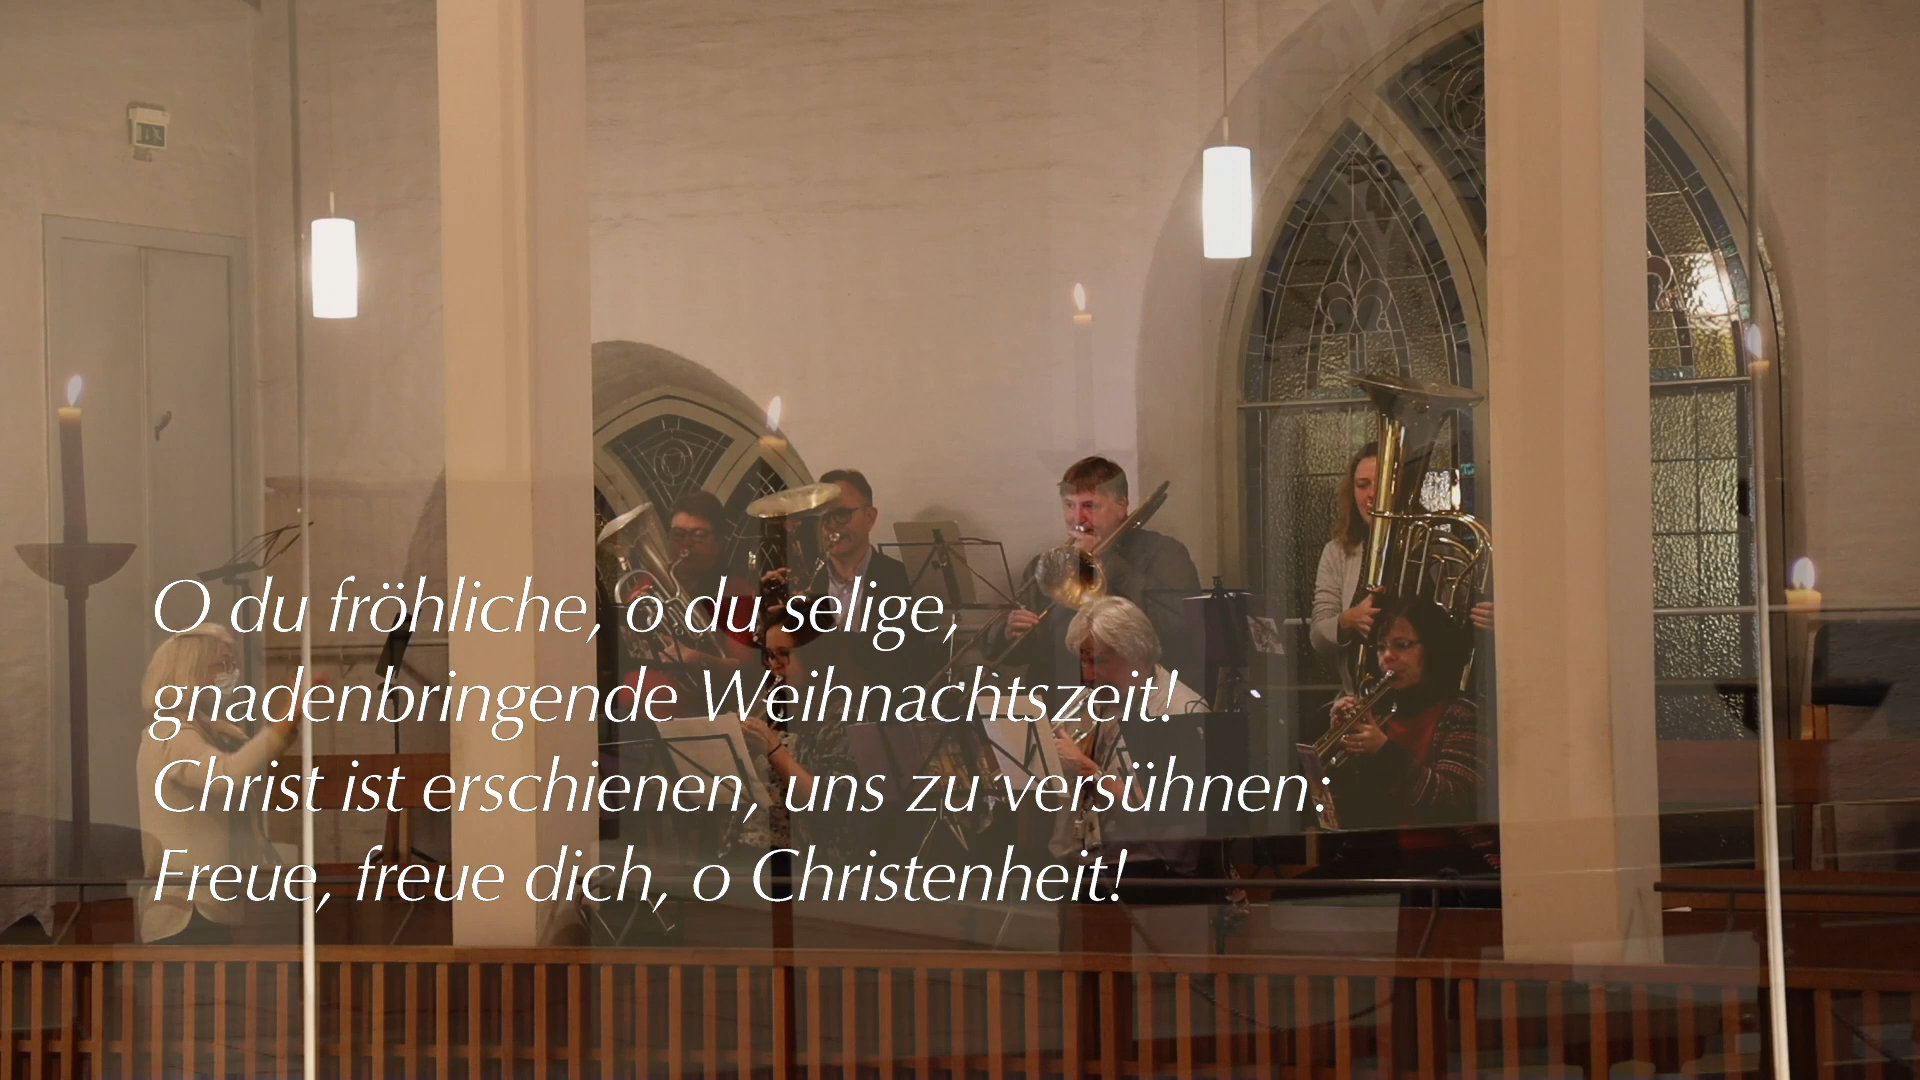 O du fröhliche, o du selige,
gnadenbringende Weihnachtszeit!
Christ ist erschienen, uns zu versühnen:
Freue, freue dich, o Christenheit!